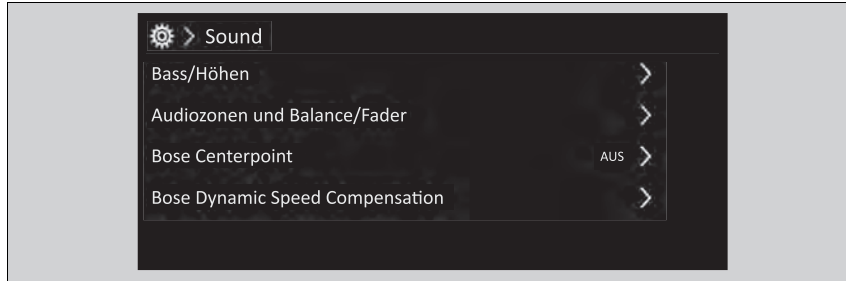 Sound
Bass/Höhen
Audiozonen und Balance/Fader
Bose Centerpoint AUS
Bose Dynamic Speed Compensation